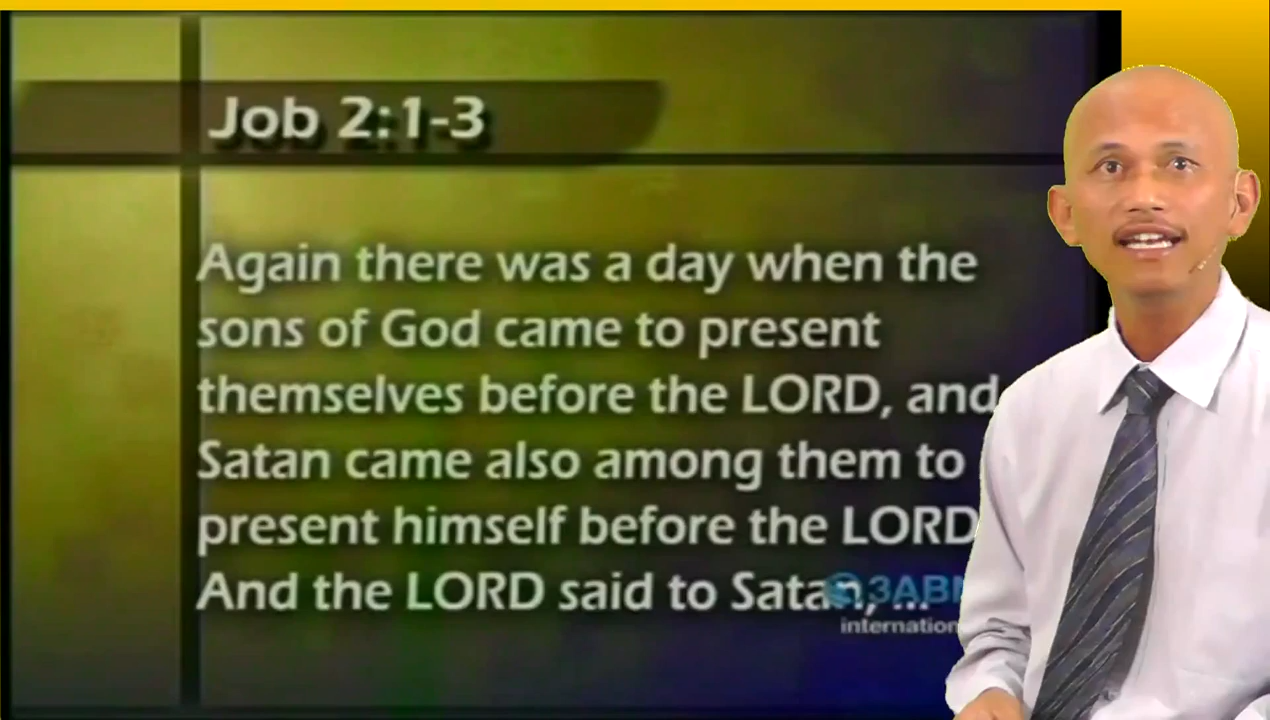 Job 2:1-3
Again there was a day when the
sons of God came to present
themselves before the LORD, and
Satan came also among them to
present himself before the LORD
And the LORD said to Satan, ...
3ABN
internation